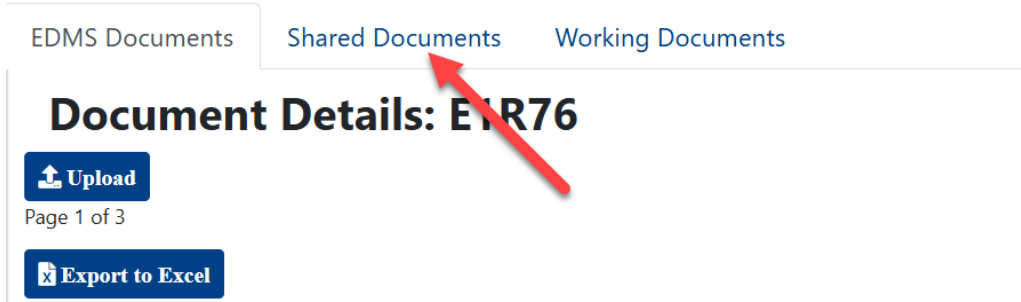 EDMS Documents Shared Documents Working Documents
Document Details: E1R76
Upload
Page 1 of 3
Export to Excel